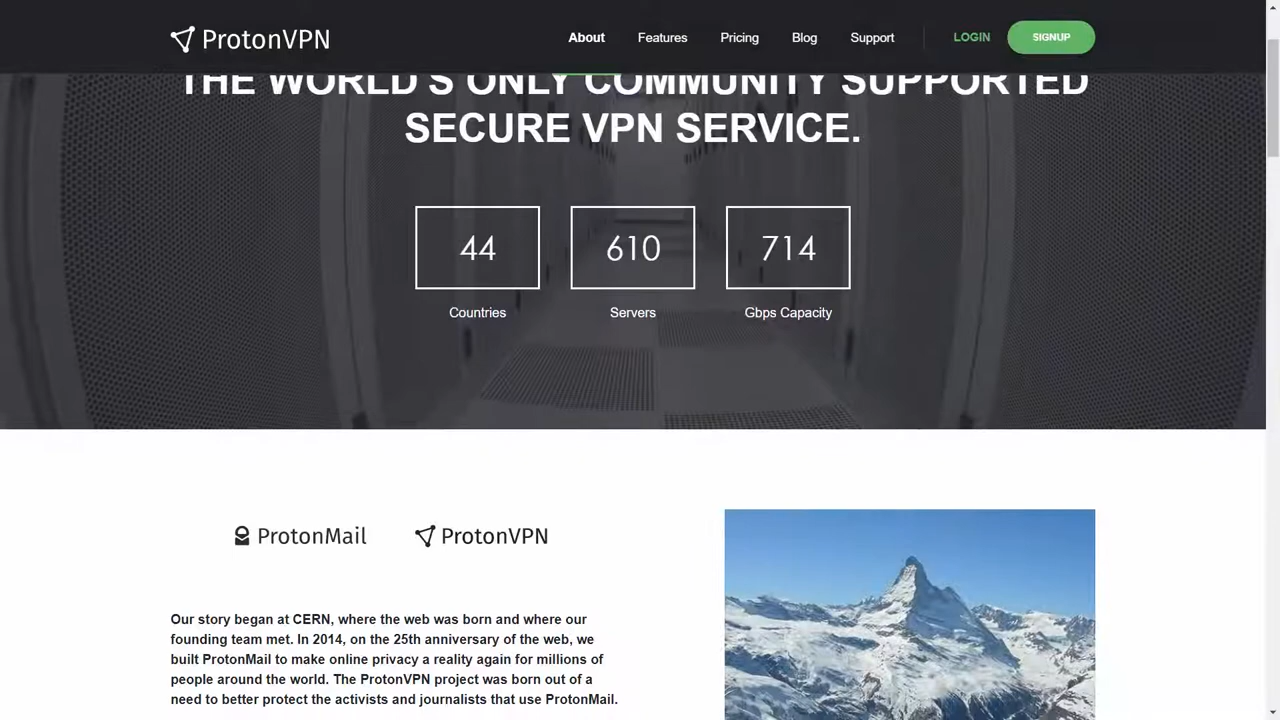 ProtonVPN
About
Features
Pricing
Blog
Support
LOGIN
SIGNUP
THE WORLD'S ONLY COMMUNITY SUPPORTED
SECURE VPN SERVICE.
44
610
714
Countries
Servers
Gbps Capacity
ProtonMail
ProtonVPN
Our story began at CERN, where the web was born and where our
founding team met. In 2014, on the 25th anniversary of the web, we
built ProtonMail to make online privacy a reality again for millions of
people around the world. The ProtonVPN project was born out of a
need to better protect the activists and journalists that use ProtonMail.